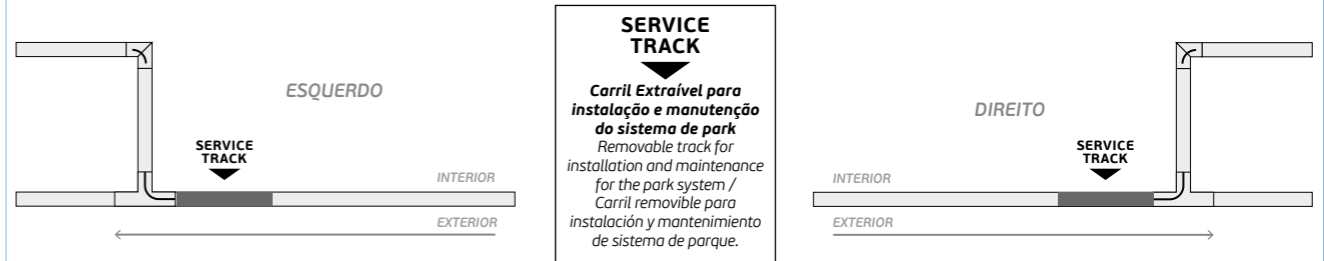 ESQUERDO
SERVICE
TRACK
INTERIOR
EXTERIOR
SERVICE
TRACK
Carril Extraível para
instalação e manutenção
do sistema de park
Removable track for
installation and maintenance
for the park system /
Carril removible para
instalación y mantenimiento
de sistema de parque.
DIREITO
SERVICE
TRACK
INTERIOR
EXTERIOR